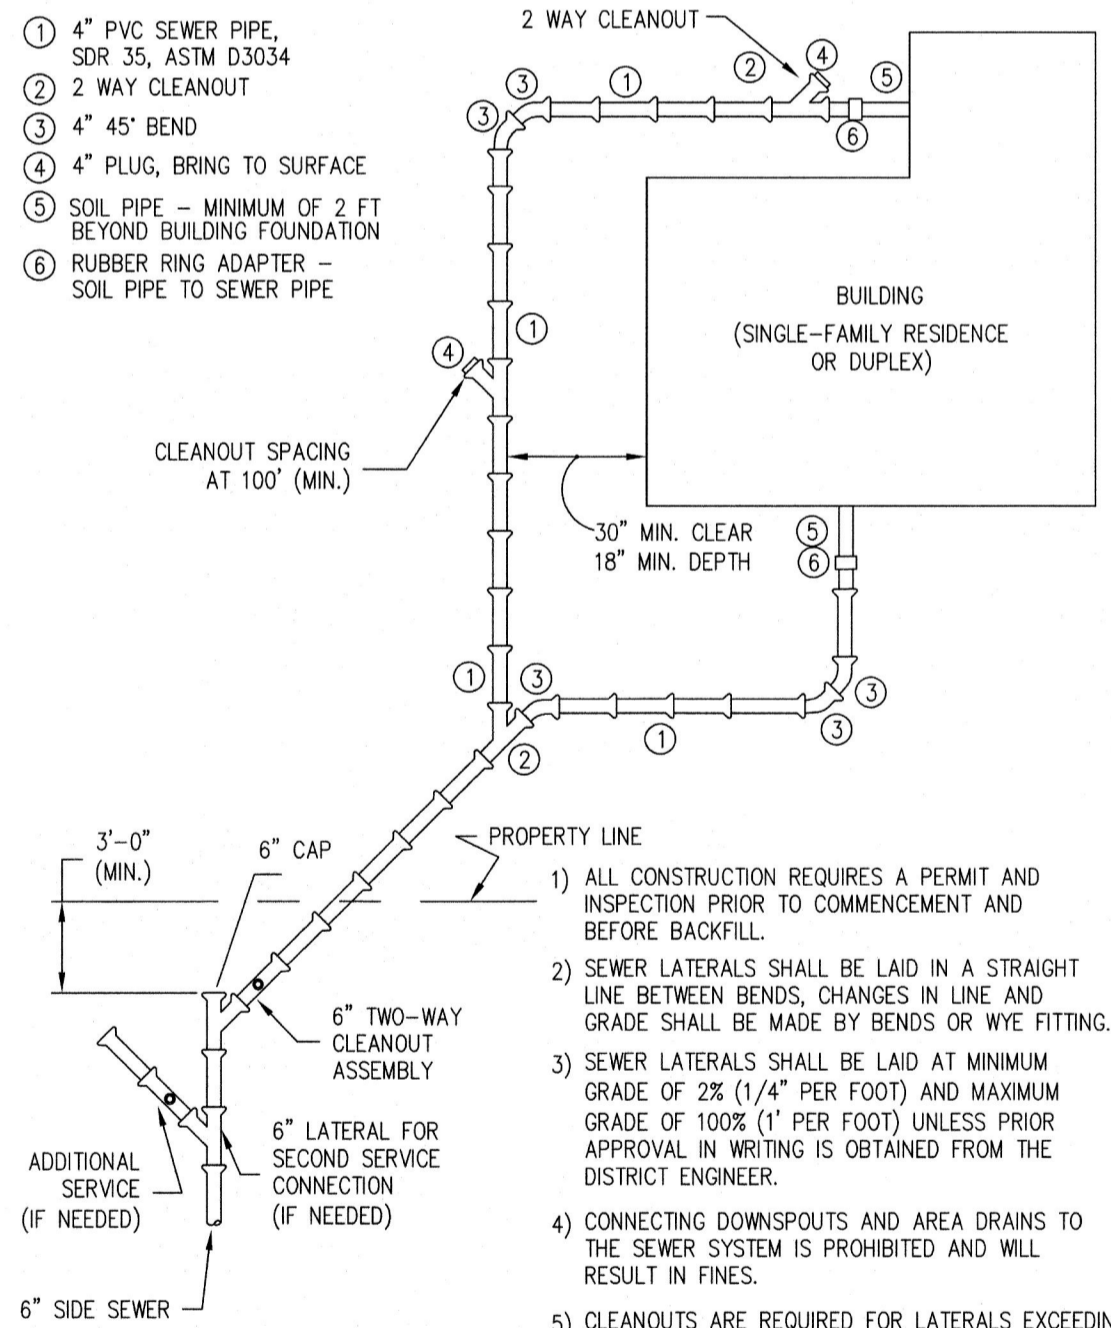 ① 4" PVC SEWER PIPE,
SDR 35, ASTM D3034
② 2 WAY CLEANOUT
③ 4" 45° BEND
④ 4" PLUG, BRING TO SURFACE
⑤ SOIL PIPE – MINIMUM OF 2 FT
BEYOND BUILDING FOUNDATION
⑥ RUBBER RING ADAPTER –
SOIL PIPE TO SEWER PIPE
2 WAY CLEANOUT
③
③
①
②
④
⑤
⑥
BUILDING
(SINGLE–FAMILY RESIDENCE
OR DUPLEX)
①
④
CLEANOUT SPACING
AT 100' (MIN.)
30" MIN. CLEAR
18" MIN. DEPTH
⑤
⑥
①
③
②
①
③
③
3'–0"
(MIN.)
6" CAP
PROPERTY LINE
6" TWO–WAY
CLEANOUT
ASSEMBLY
ADDITIONAL
SERVICE
(IF NEEDED)
6" LATERAL FOR
SECOND SERVICE
CONNECTION
(IF NEEDED)
6" SIDE SEWER
1) ALL CONSTRUCTION REQUIRES A PERMIT AND
INSPECTION PRIOR TO COMMENCEMENT AND
BEFORE BACKFILL.
2) SEWER LATERALS SHALL BE LAID IN A STRAIGHT
LINE BETWEEN BENDS, CHANGES IN LINE AND
GRADE SHALL BE MADE BY BENDS OR WYE FITTING.
3) SEWER LATERALS SHALL BE LAID AT MINIMUM
GRADE OF 2% (1/4" PER FOOT) AND MAXIMUM
GRADE OF 100% (1' PER FOOT) UNLESS PRIOR
APPROVAL IN WRITING IS OBTAINED FROM THE
DISTRICT ENGINEER.
4) CONNECTING DOWNSPOUTS AND AREA DRAINS TO
THE SEWER SYSTEM IS PROHIBITED AND WILL
RESULT IN FINES.
5) CLEANOUTS ARE REQUIRED FOR LATERALS EXCEEDIN